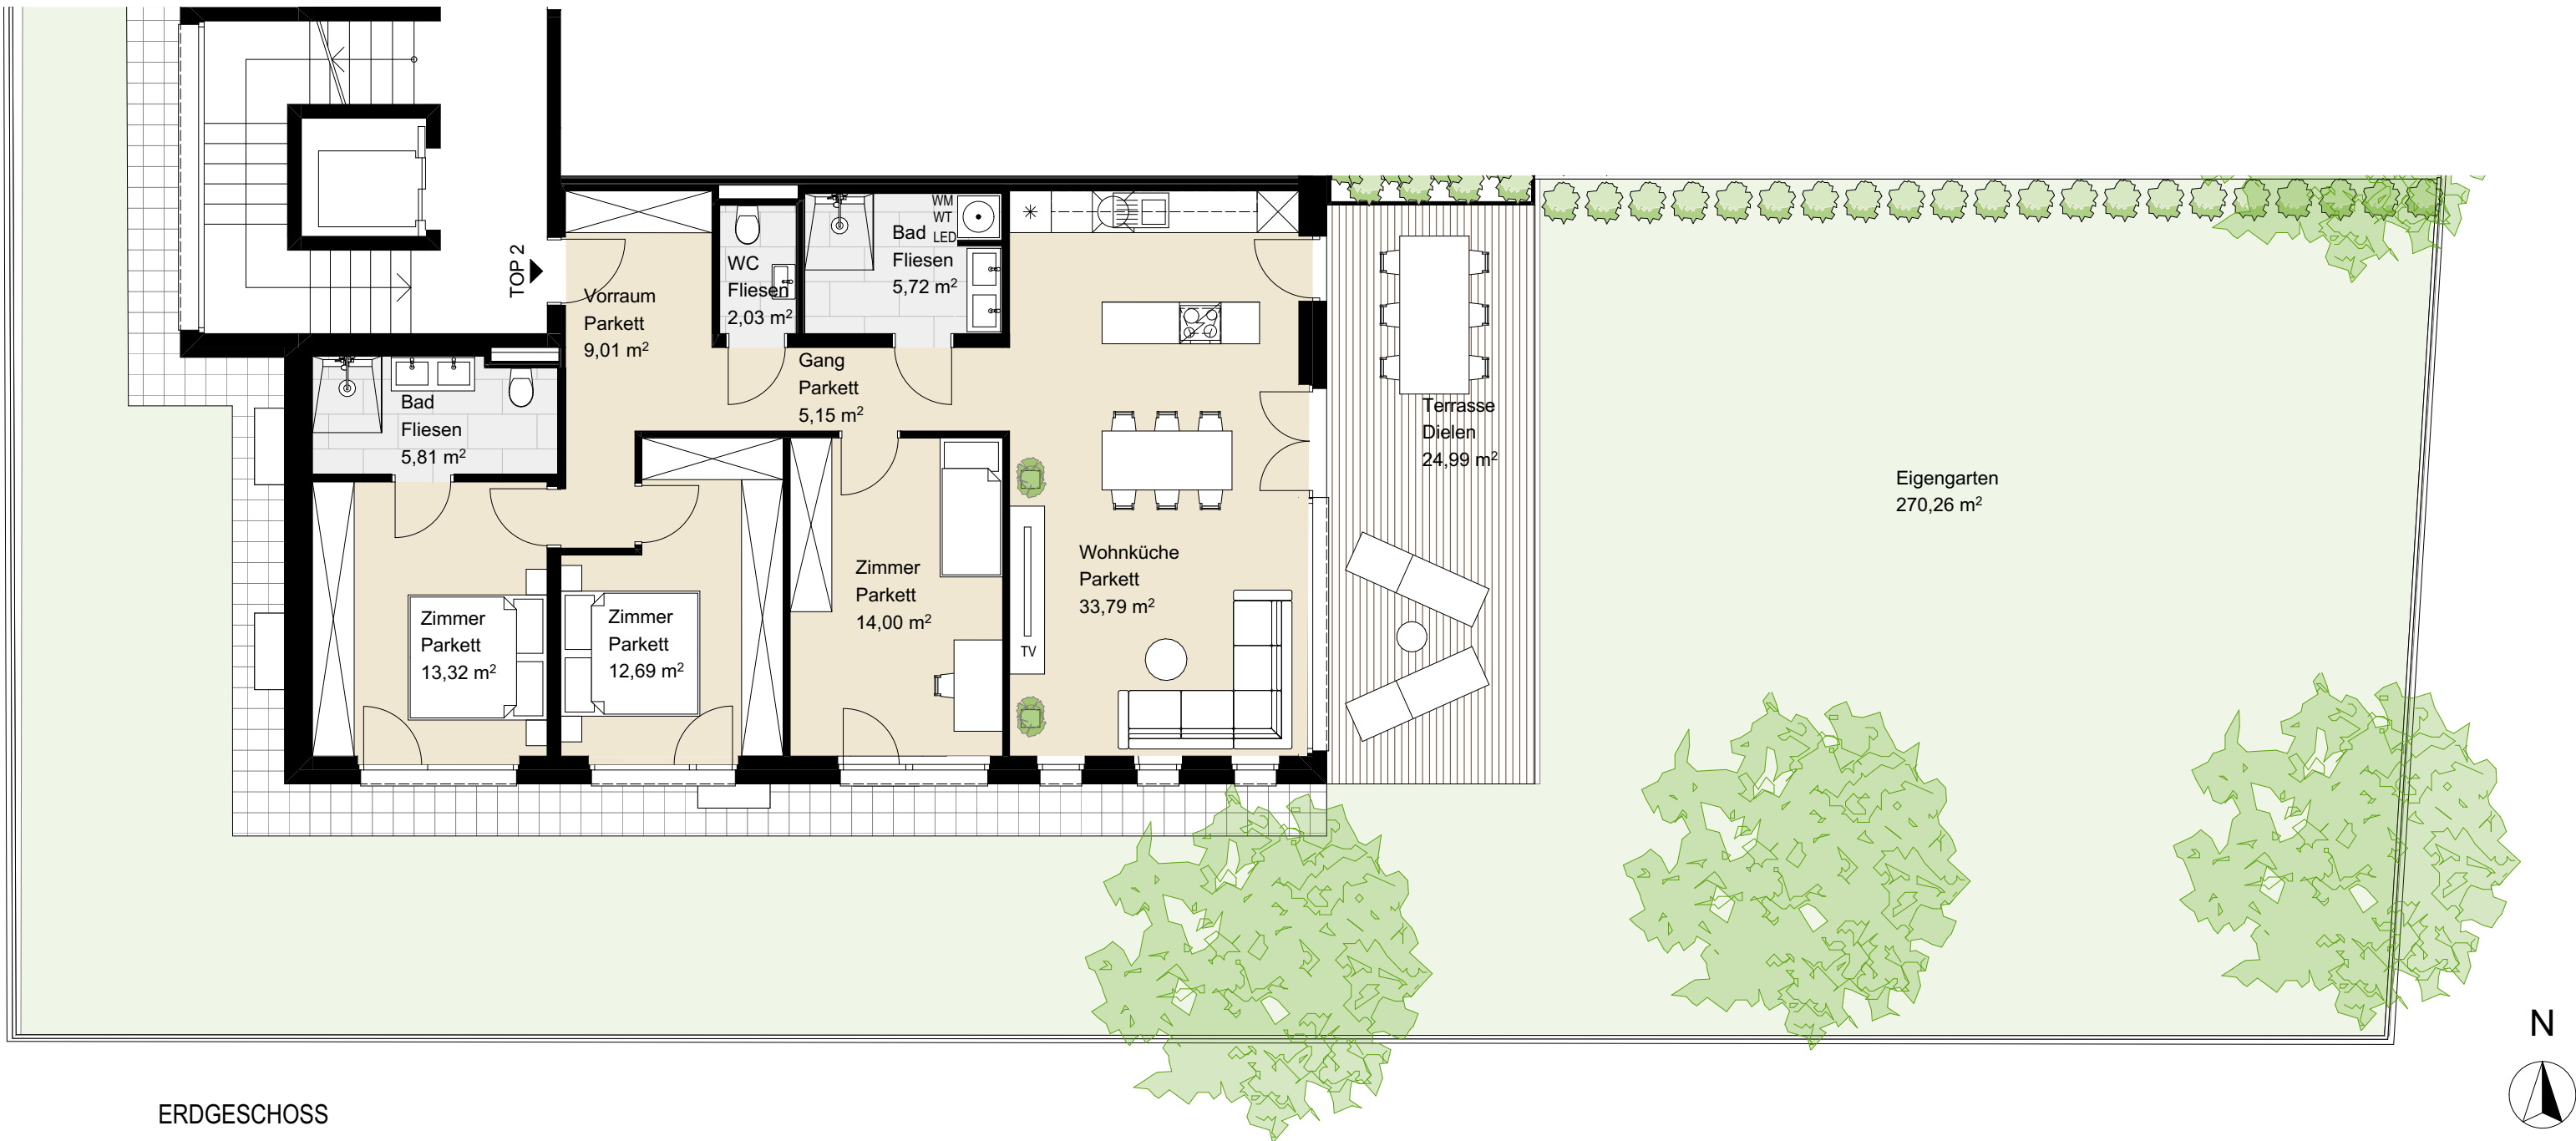 TOP 2
Vorraum
Parkett
9,01 m²
WC
Fliesen
2,03 m²
WM
WT
LED
Bad
Fliesen
5,72 m²
Gang
Parkett
5,15 m²
Bad
Fliesen
5,81 m²
Zimmer
Parkett
13,32 m²
Zimmer
Parkett
12,69 m²
Zimmer
Parkett
14,00 m²
TV
Wohnküche
Parkett
33,79 m²
Terrasse
Dielen
24,99 m²
Eigengarten
270,26 m²
N
ERDGESCHOSS